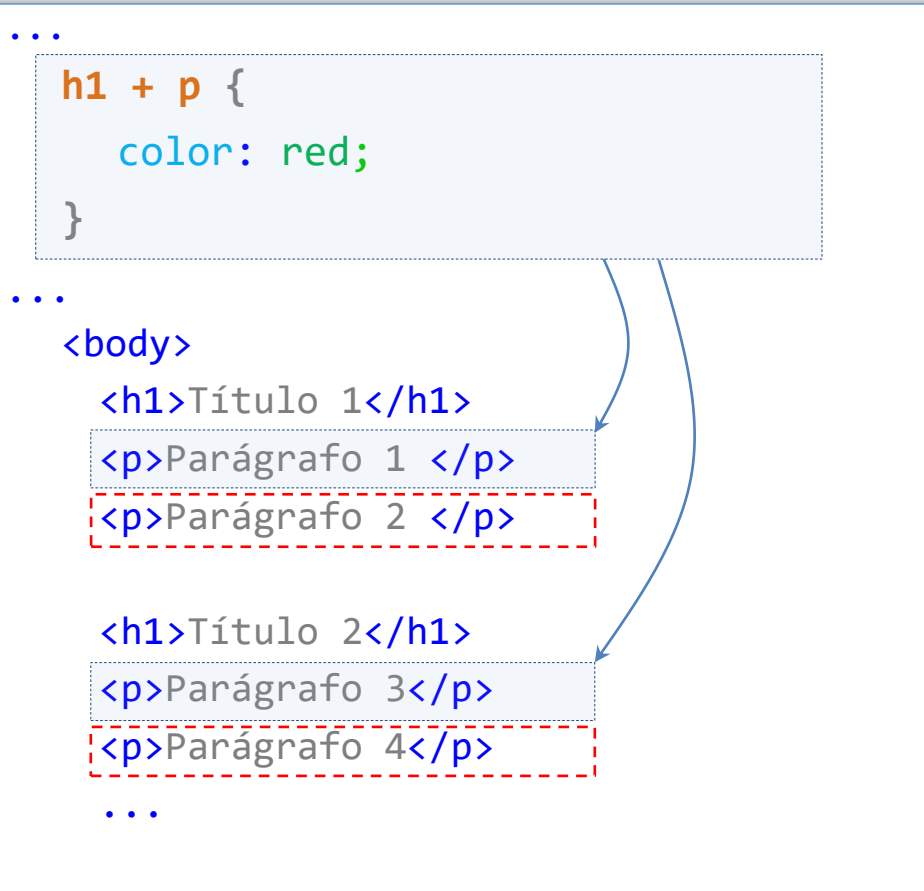 ...
h1 + p {
color: red;
}
...
<body>
<h1>Título 1</h1>
<p>Parágrafo 1 </p>
<p>Parágrafo 2 </p>
<h1>Título 2</h1>
<p>Parágrafo 3</p>
<p>Parágrafo 4</p>
...